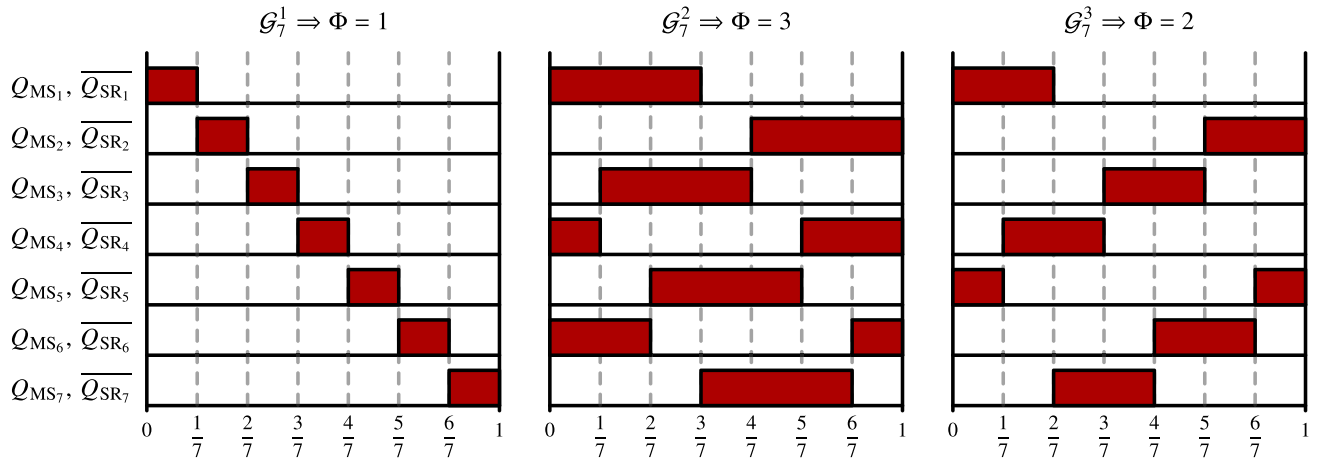 𝒢₇¹ ⇒ Φ = 1
𝒢₇² ⇒ Φ = 3
𝒢₇³ ⇒ Φ = 2
Q_MS₁, \overline{Q_SR₁}
Q_MS₂, \overline{Q_SR₂}
Q_MS₃, \overline{Q_SR₃}
Q_MS₄, \overline{Q_SR₄}
Q_MS₅, \overline{Q_SR₅}
Q_MS₆, \overline{Q_SR₆}
Q_MS₇, \overline{Q_SR₇}
0 1/7 2/7 3/7 4/7 5/7 6/7 1
0 1/7 2/7 3/7 4/7 5/7 6/7 1
0 1/7 2/7 3/7 4/7 5/7 6/7 1